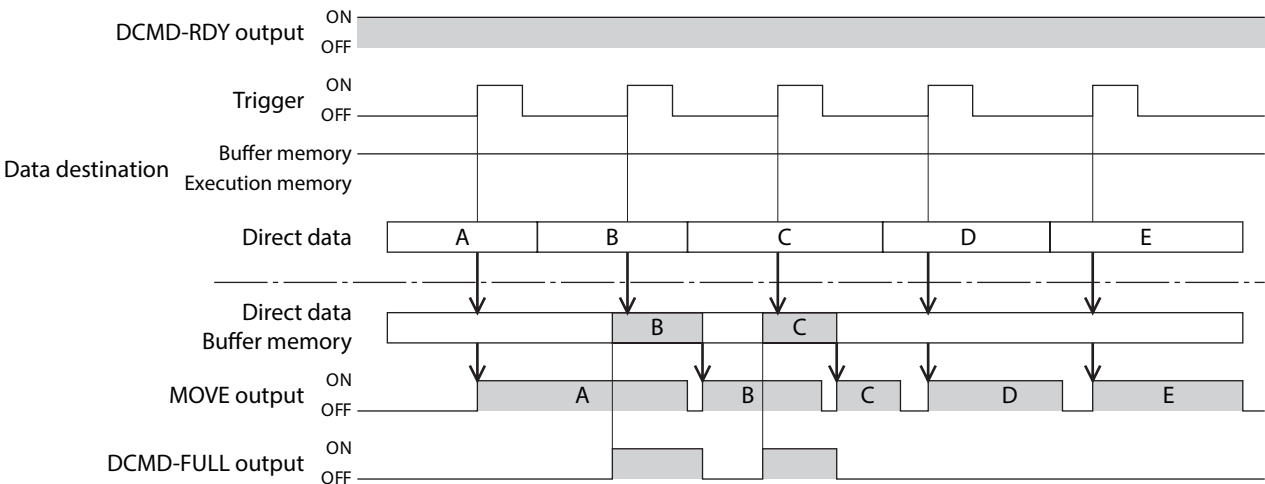 DCMD-RDY output ON
OFF
Trigger ON
OFF
Data destination Buffer memory
Execution memory
Direct data A B C D E
Direct data
Buffer memory B C
MOVE output ON
OFF A B C D E
DCMD-FULL output ON
OFF